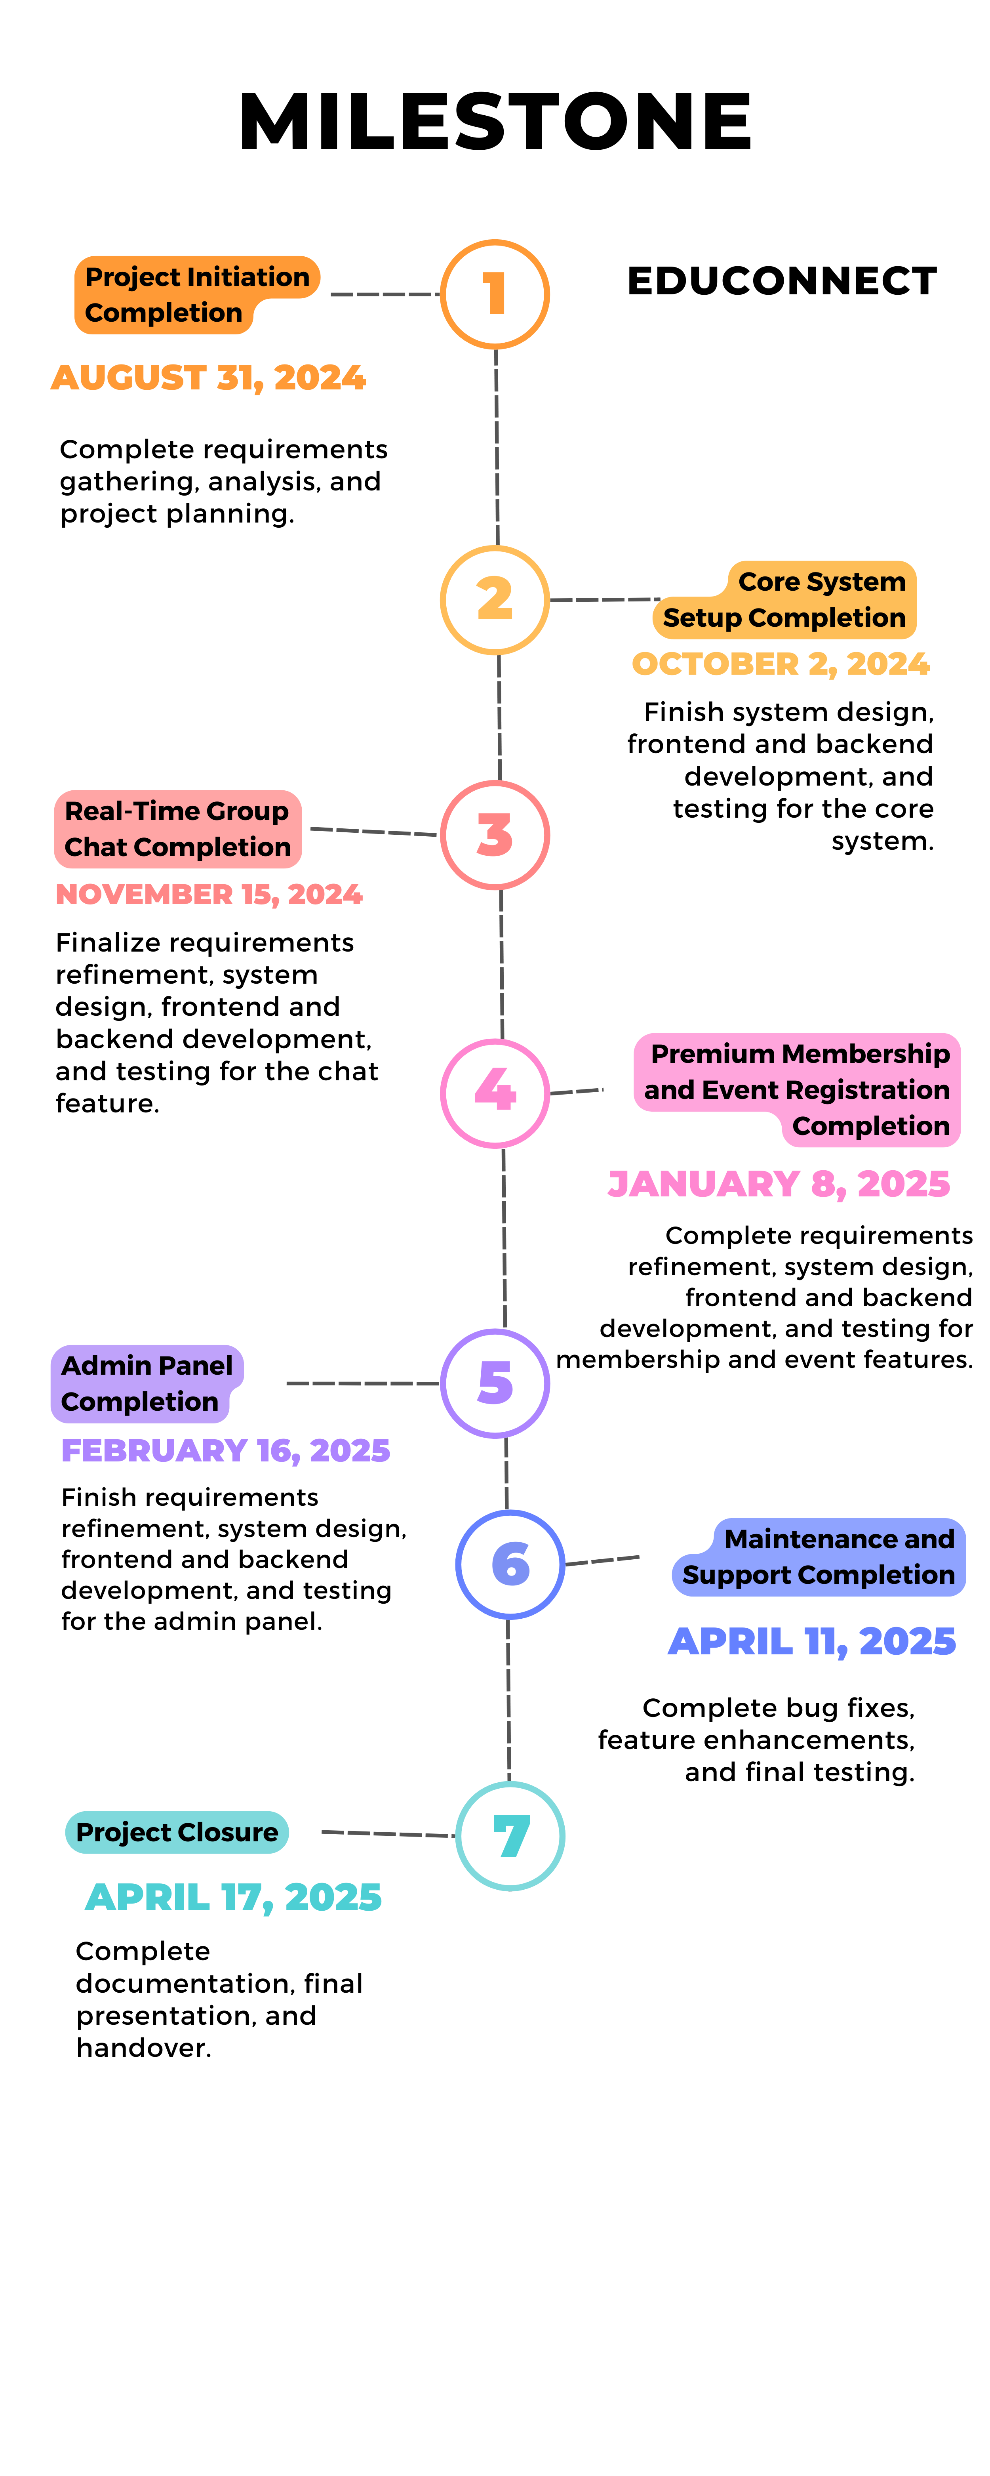 MILESTONE
EDUCONNECT
1
Project Initiation
Completion
AUGUST 31, 2024
Complete requirements
gathering, analysis, and
project planning.
2
Core System
Setup Completion
OCTOBER 2, 2024
Finish system design,
frontend and backend
development, and
testing for the core
system.
3
Real-Time Group
Chat Completion
NOVEMBER 15, 2024
Finalize requirements
refinement, system
design, frontend and
backend development,
and testing for the chat
feature.
4
Premium Membership
and Event Registration
Completion
JANUARY 8, 2025
Complete requirements
refinement, system design,
frontend and backend
development, and testing for
membership and event features.
5
Admin Panel
Completion
FEBRUARY 16, 2025
Finish requirements
refinement, system design,
frontend and backend
development, and testing
for the admin panel.
6
Maintenance and
Support Completion
APRIL 11, 2025
Complete bug fixes,
feature enhancements,
and final testing.
7
Project Closure
APRIL 17, 2025
Complete
documentation, final
presentation, and
handover.